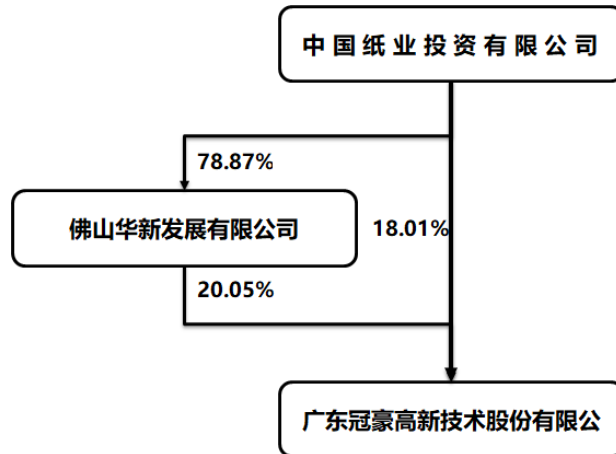 中国纸业投资有限公司
78.87%
佛山华新发展有限公司
18.01%
20.05%
广东冠豪高新技术股份有限公